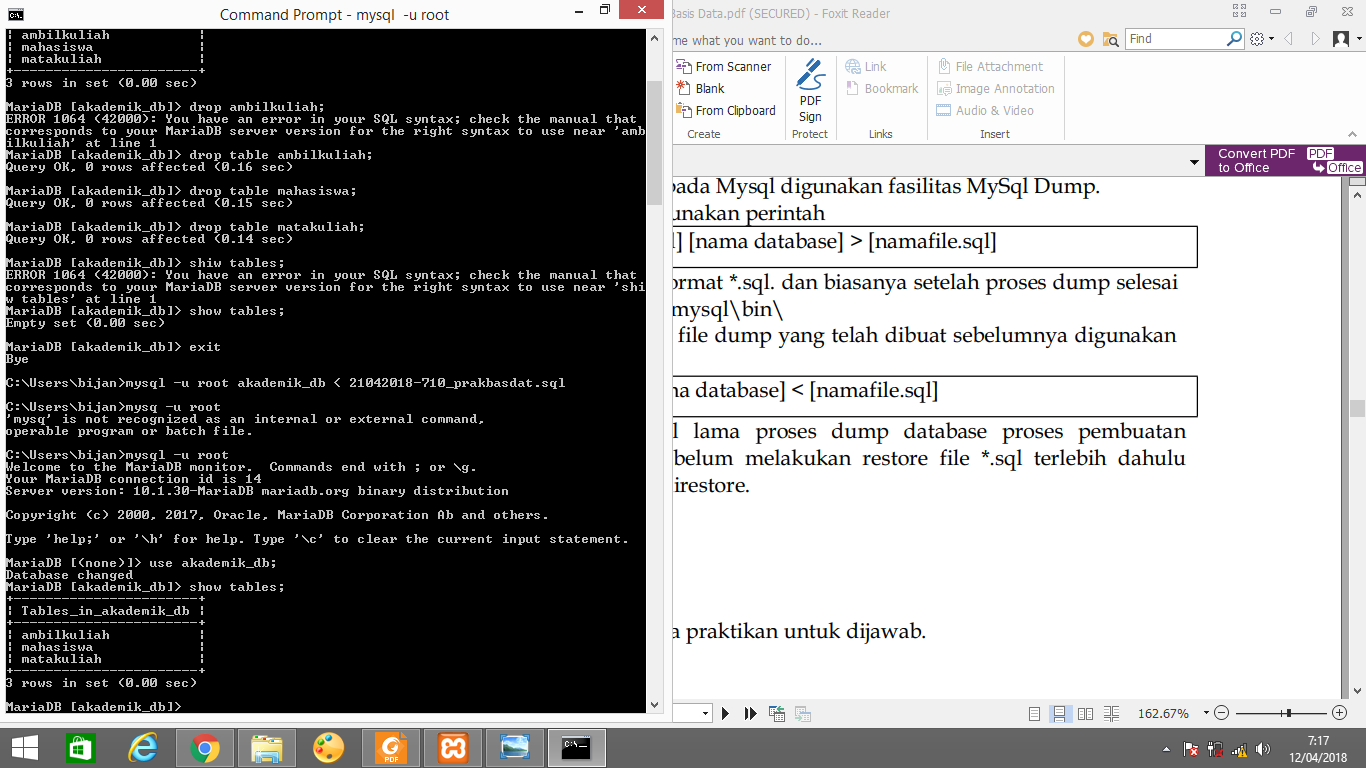 Command Prompt - mysql  -u root
| ambilkuliah            |
| mahasiswa              |
| matakuliah             |
+------------------------+
3 rows in set (0.00 sec)
MariaDB [akademik_db]> drop ambilkuliah;
ERROR 1064 (42000): You have an error in your SQL syntax; check the manual that
corresponds to your MariaDB server version for the right syntax to use near 'amb
ilkuliah' at line 1
MariaDB [akademik_db]> drop table ambilkuliah;
Query OK, 0 rows affected (0.16 sec)
MariaDB [akademik_db]> drop table mahasiswa;
Query OK, 0 rows affected (0.15 sec)
MariaDB [akademik_db]> drop table matakuliah;
Query OK, 0 rows affected (0.14 sec)
MariaDB [akademik_db]> shiw tables;
ERROR 1064 (42000): You have an error in your SQL syntax; check the manual that
corresponds to your MariaDB server version for the right syntax to use near 'shi
w tables' at line 1
MariaDB [akademik_db]> show tables;
Empty set (0.00 sec)
MariaDB [akademik_db]> exit
Bye
C:\Users\bijan>mysql -u root akademik_db < 21042018-710_prakbasdat.sql
C:\Users\bijan>mysq -u root
'mysq' is not recognized as an internal or external command,
operable program or batch file.
C:\Users\bijan>mysql -u root
Welcome to the MariaDB monitor.  Commands end with ; or \g.
Your MariaDB connection id is 14
Server version: 10.1.30-MariaDB mariadb.org binary distribution
Copyright (c) 2000, 2017, Oracle, MariaDB Corporation Ab and others.
Type 'help;' or '\h' for help. Type '\c' to clear the current input statement.
MariaDB [(none)]> use akademik_db;
Database changed
MariaDB [akademik_db]> show tables;
+------------------------+
| Tables_in_akademik_db |
+------------------------+
| ambilkuliah            |
| mahasiswa              |
| matakuliah             |
+------------------------+
3 rows in set (0.00 sec)
MariaDB [akademik_db]>
Basis Data.pdf (SECURED) - Foxit Reader
me what you want to do...
Find
From Scanner
Blank
From Clipboard
Create
PDF
Sign
Protect
Link
Bookmark
Links
File Attachment
Image Annotation
Audio & Video
Insert
Convert PDF
to Office
PDF
Office
pada Mysql digunakan fasilitas MySql Dump.
unakan perintah
l] [nama database] > [namafile.sql]
ormat *.sql. dan biasanya setelah proses dump selesai
mysql\bin\
file dump yang telah dibuat sebelumnya digunakan
na database] < [namafile.sql]
l lama proses dump database proses pembuatan
belum melakukan restore file *.sql terlebih dahulu
irestore.
a praktikan untuk dijawab.
162.67%
PDF
C:\
7:17
12/04/2018